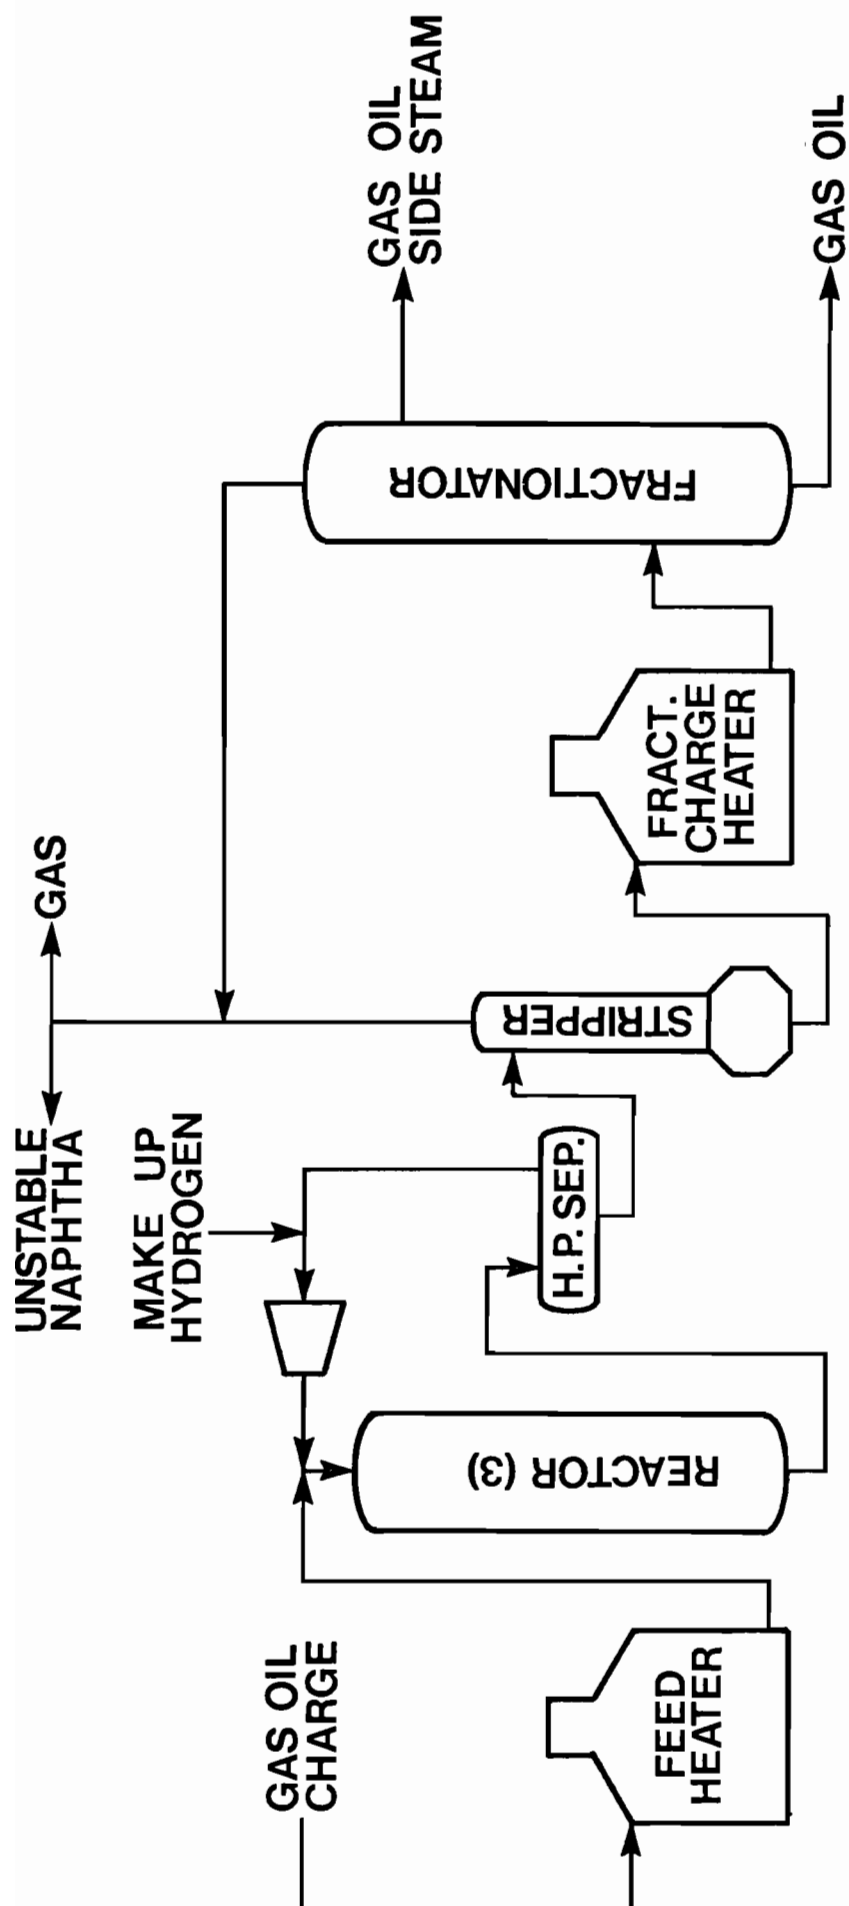 GAS OIL
CHARGE
FEED
HEATER
REACTOR (3)
UNSTABLE
NAPHTHA
MAKE UP
HYDROGEN
H.P. SEP.
GAS
STRIPPER
FRACT.
CHARGE
HEATER
FRACTIONATOR
GAS OIL
SIDE STEAM
GAS OIL